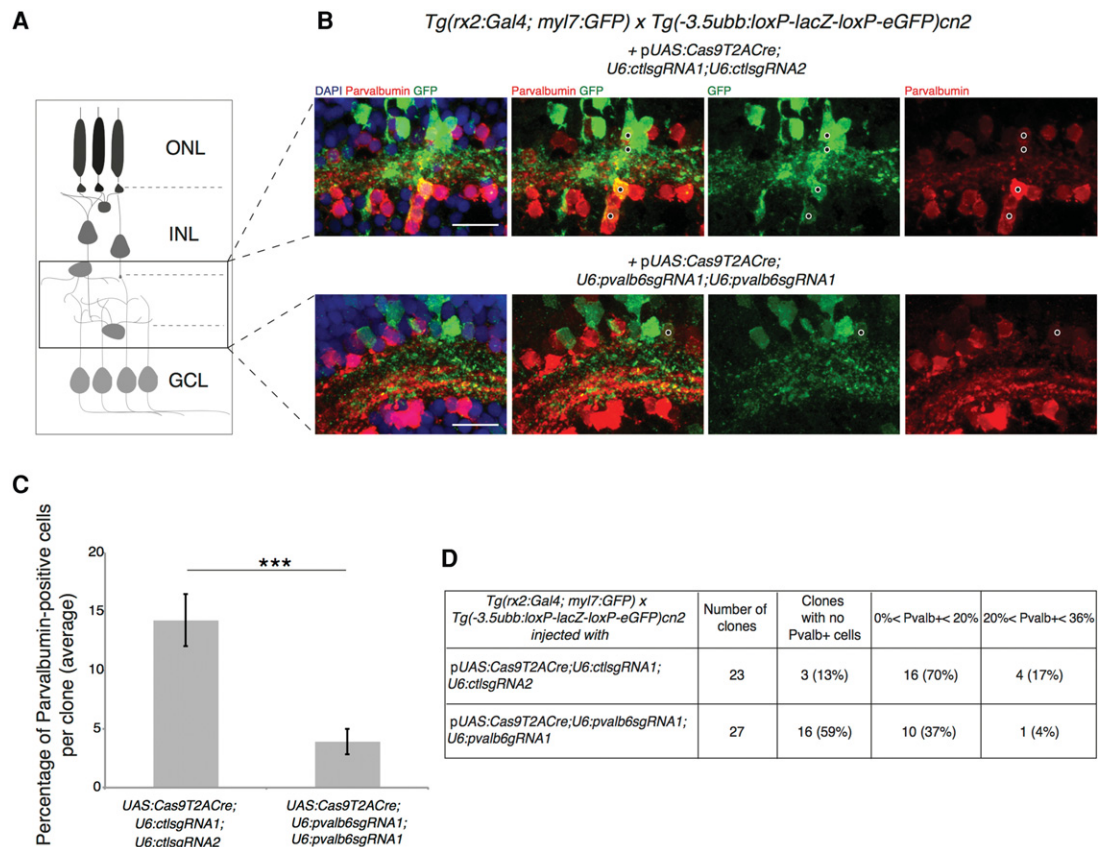 A
B
Tg(rx2:Gal4; myl7:GFP) x Tg(-3.5ubb:loxP-lacZ-loxP-eGFP)cn2
+ pUAS:Cas9T2ACre;
U6:ctlsgRNA1;U6:ctlsgRNA2
DAPI Parvalbumin GFP
Parvalbumin GFP
GFP
Parvalbumin
ONL
INL
GCL
+ pUAS:Cas9T2ACre;
U6:pvalb6sgRNA1;U6:pvalb6sgRNA1
C
Percentage of Parvalbumin-positive cells
per clone (average)
20
15
10
5
0
***
UAS:Cas9T2ACre;
U6:ctlsgRNA1;
U6:ctlsgRNA2
UAS:Cas9T2ACre;
U6:pvalb6sgRNA1;
U6:pvalb6sgRNA1
D
Tg(rx2:Gal4; myl7:GFP) x
Tg(-3.5ubb:loxP-lacZ-loxP-eGFP)cn2
injected with
Number of
clones
Clones
with no
Pvalb+ cells
0%< Pvalb+< 20%
20%< Pvalb+< 36%
pUAS:Cas9T2ACre;U6:ctlsgRNA1;
U6:ctlsgRNA2
23
3 (13%)
16 (70%)
4 (17%)
pUAS:Cas9T2ACre;U6:pvalb6sgRNA1;
U6:pvalb6gRNA1
27
16 (59%)
10 (37%)
1 (4%)